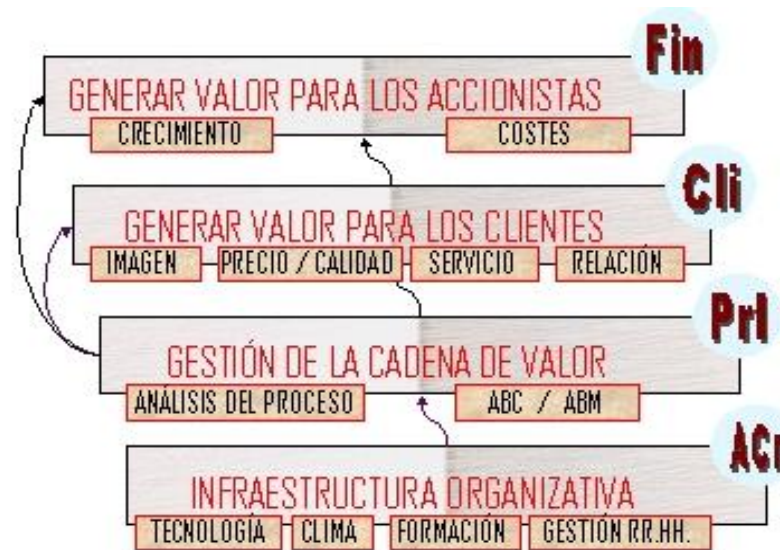 Fin
GENERAR VALOR PARA LOS ACCIONISTAS
CRECIMIENTO COSTES
Cli
GENERAR VALOR PARA LOS CLIENTES
IMAGEN PRECIO / CALIDAD SERVICIO RELACIÓN
PrI
GESTIÓN DE LA CADENA DE VALOR
ANÁLISIS DEL PROCESO ABC / ABM
INFRAESTRUCTURA ORGANIZATIVA
TECNOLOGÍA CLIMA FORMACIÓN GESTIÓN RR.HH.